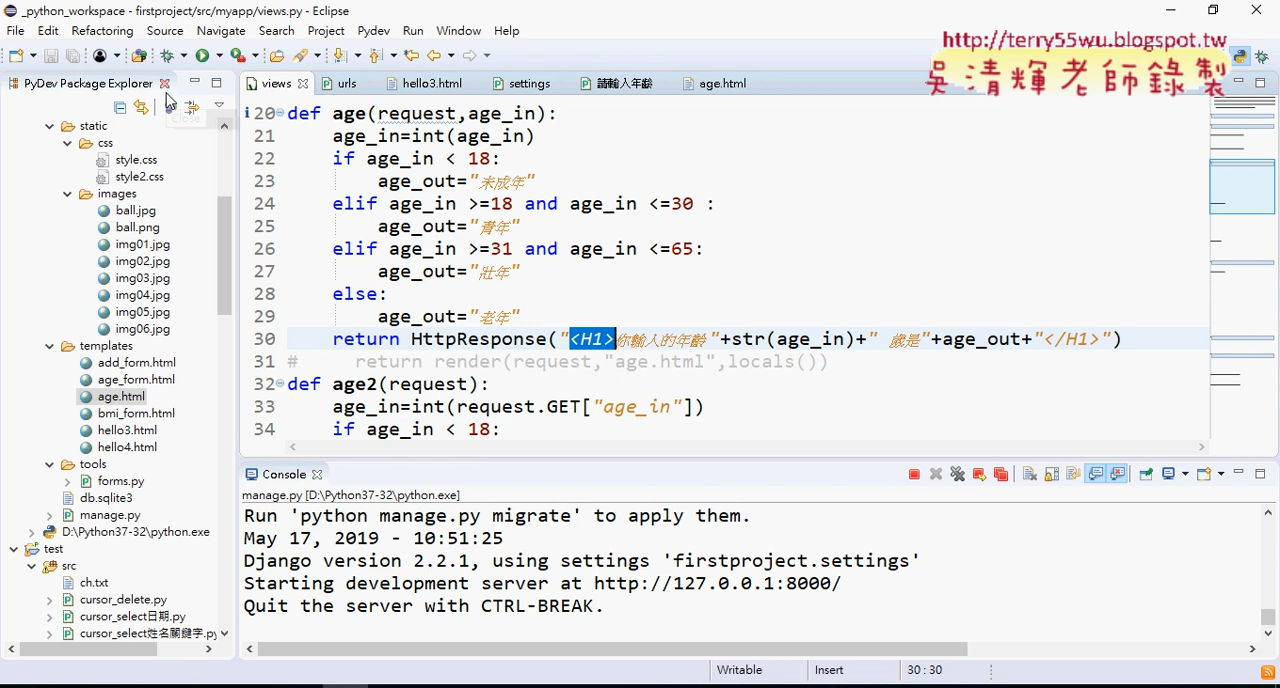 _python_workspace - firstproject/src/myapp/views.py - Eclipse
File Edit Refactoring Source Navigate Search Project Pydev Run Window Help
http://terry55wu.blogspot.tw
吳清輝老師錄製
PyDev Package Explorer
views urls hello3.html settings 請輸入年齡 age.html
Close
static
css
style.css
style2.css
images
ball.jpg
ball.png
img01.jpg
img02.jpg
img03.jpg
img04.jpg
img05.jpg
img06.jpg
templates
add_form.html
age_form.html
age.html
bmi_form.html
hello3.html
hello4.html
tools
forms.py
db.sqlite3
manage.py
D:\Python37-32\python.exe
test
src
ch.txt
cursor_delete.py
cursor_select日期.py
cursor_select姓名關鍵字.py
20 def age(request,age_in):
21 age_in=int(age_in)
22 if age_in < 18:
23 age_out="未成年"
24 elif age_in >=18 and age_in <=30 :
25 age_out="青年"
26 elif age_in >=31 and age_in <=65:
27 age_out="壯年"
28 else:
29 age_out="老年"
30 return HttpResponse("<H1>你輸入的年齡"+str(age_in)+" 歲是"+age_out+"</H1>")
31 # return render(request,"age.html",locals())
32 def age2(request):
33 age_in=int(request.GET["age_in"])
34 if age_in < 18:
Console
manage.py [D:\Python37-32\python.exe]
Run 'python manage.py migrate' to apply them.
May 17, 2019 - 10:51:25
Django version 2.2.1, using settings 'firstproject.settings'
Starting development server at http://127.0.0.1:8000/
Quit the server with CTRL-BREAK.
Writable Insert 30 : 30